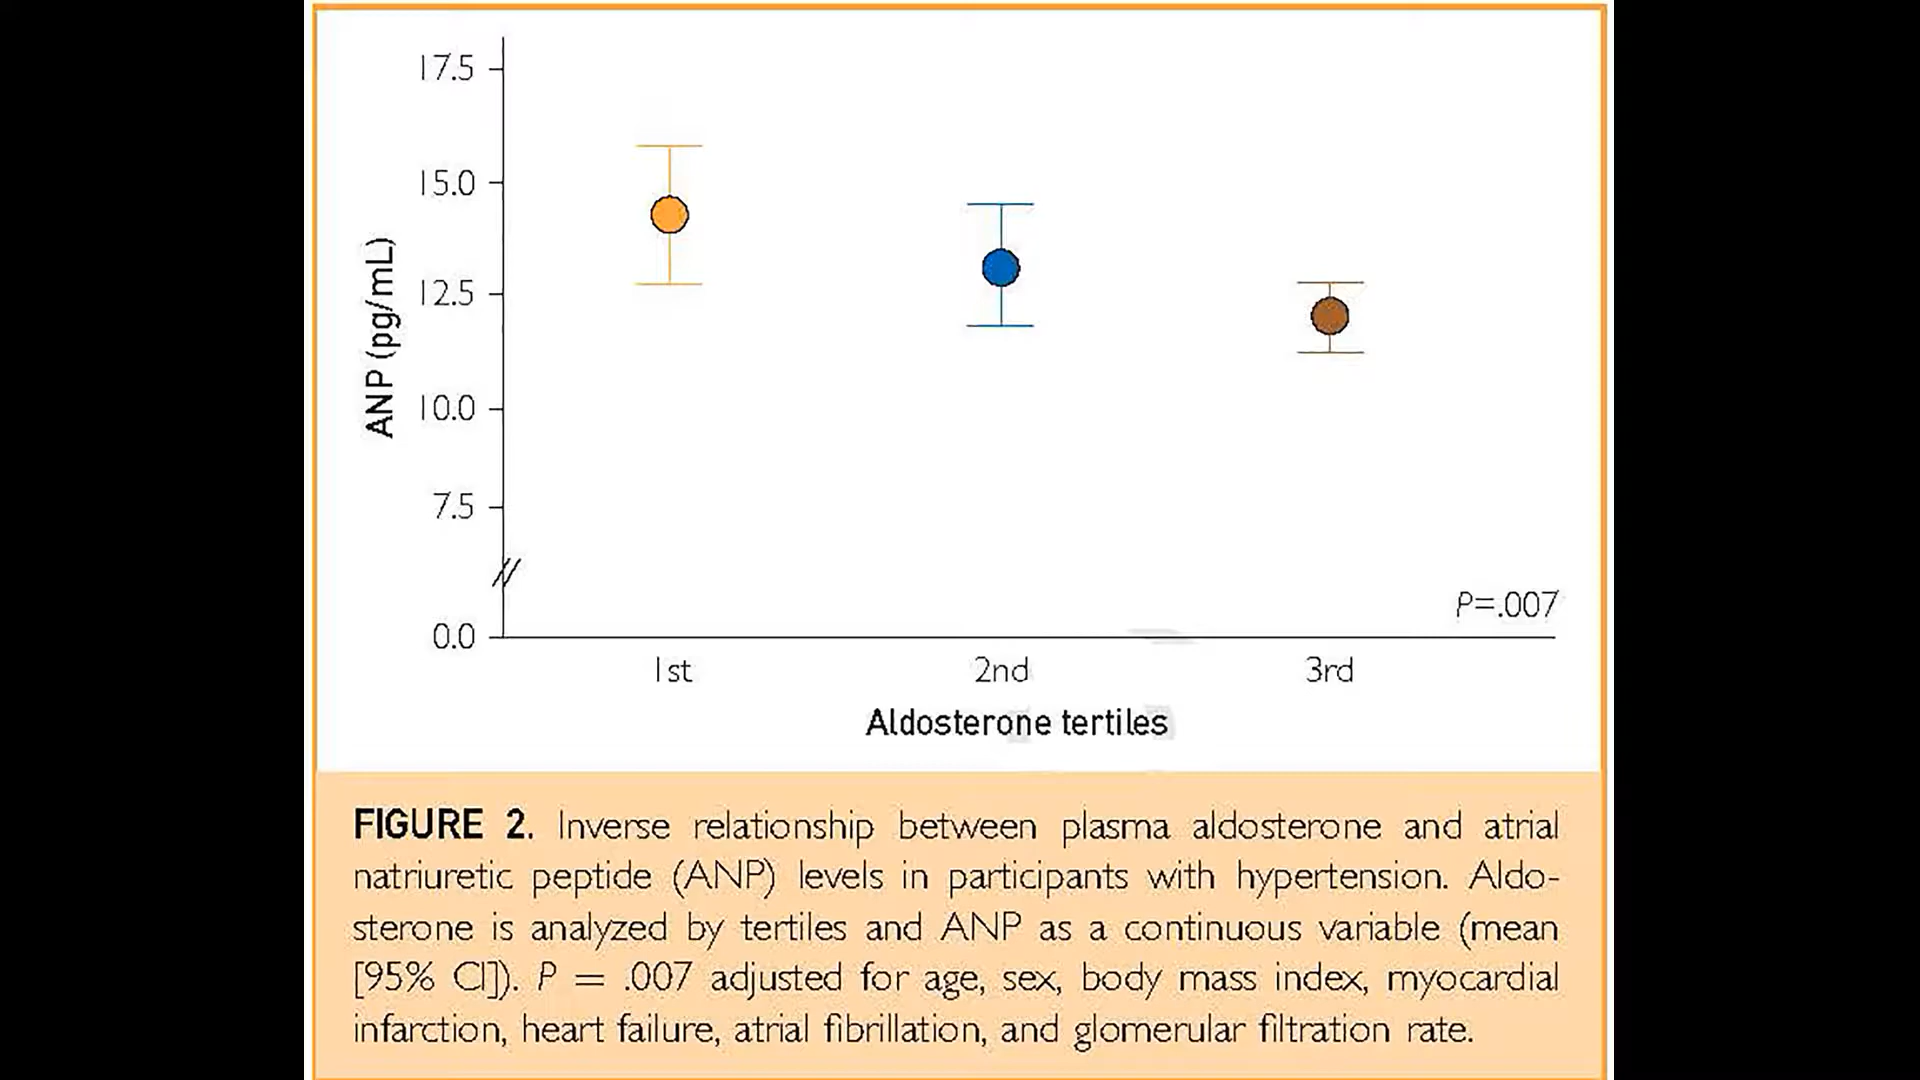 17.5
15.0
12.5
10.0
7.5
0.0
ANP (pg/mL)
P=.007
1st
2nd
3rd
Aldosterone tertiles
FIGURE 2. Inverse relationship between plasma aldosterone and atrial
natriuretic peptide (ANP) levels in participants with hypertension. Aldo-
sterone is analyzed by tertiles and ANP as a continuous variable (mean
[95% CI]). P = .007 adjusted for age, sex, body mass index, myocardial
infarction, heart failure, atrial fibrillation, and glomerular filtration rate.